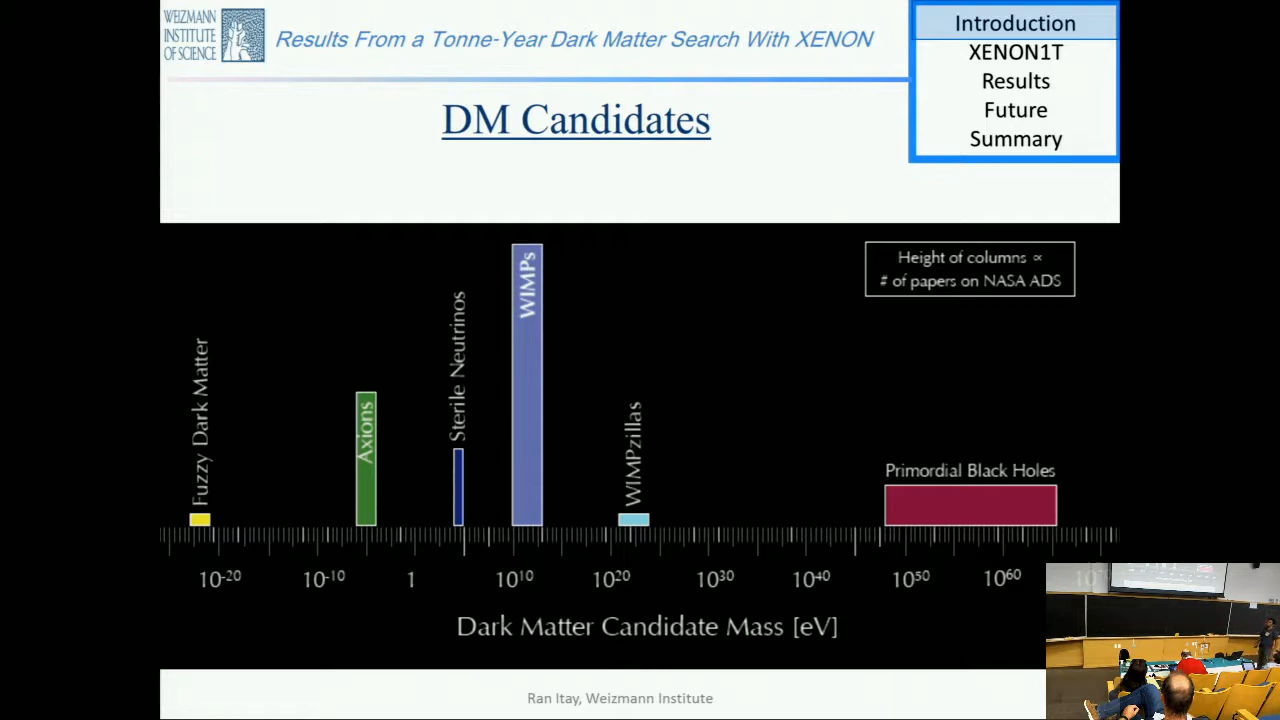 WEIZMANN
INSTITUTE
OF SCIENCE
Results From a Tonne-Year Dark Matter Search With XENON
Introduction
XENON1T
Results
Future
Summary
DM Candidates
Height of columns ∝
# of papers on NASA ADS
Fuzzy Dark Matter
Axions
Sterile Neutrinos
WIMPs
WIMPzillas
Primordial Black Holes
10⁻²⁰ 10⁻¹⁰ 1 10¹⁰ 10²⁰ 10³⁰ 10⁴⁰ 10⁵⁰ 10⁶⁰
Dark Matter Candidate Mass [eV]
Ran Itay, Weizmann Institute